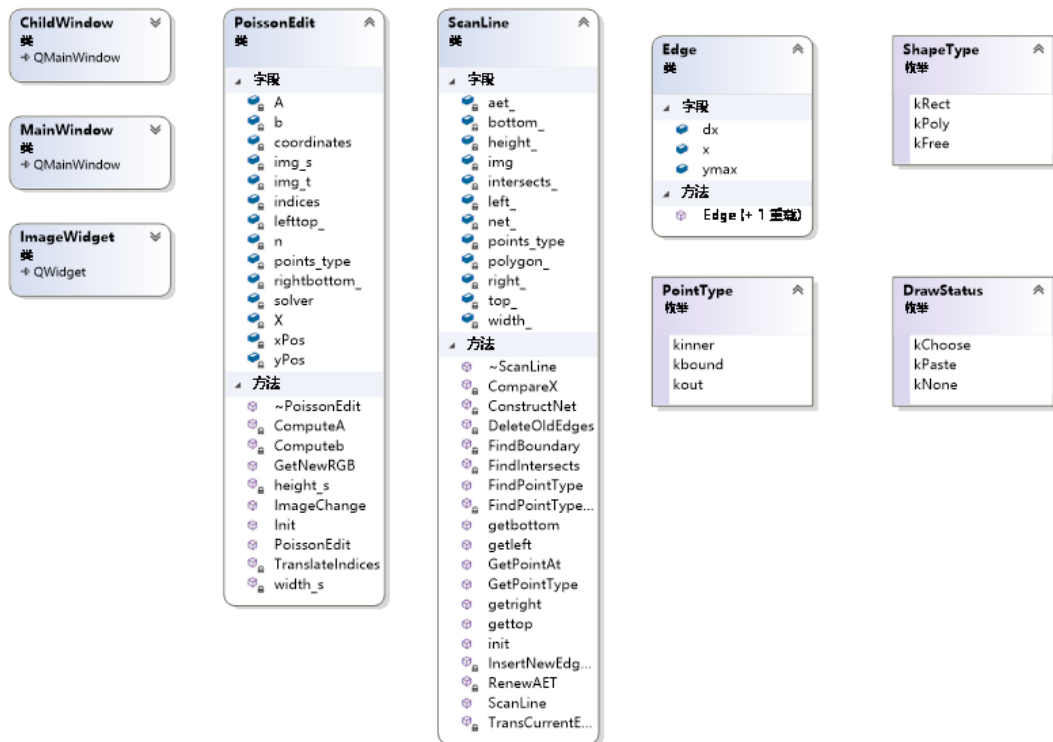 ChildWindow
类
QMainWindow
MainWindow
类
QMainWindow
ImageWidget
类
QWidget
PoissonEdit
类
字段
A
b
coordinates
img_s
img_t
indices
lefttop_
n
points_type
rightbottom_
solver
X
xPos
yPos
方法
~PoissonEdit
ComputeA
Computeb
GetNewRGB
height_s
ImageChange
Init
PoissonEdit
TranslateIndices
width_s
ScanLine
类
字段
aet_
bottom_
height_
img
intersects_
left_
net_
points_type
polygon_
right_
top_
width_
方法
~ScanLine
CompareX
ConstructNet
DeleteOldEdges
FindBoundary
FindIntersects
FindPointType
FindPointType...
getbottom
getleft
GetPointAt
GetPointType
getright
gettop
init
InsertNewEdg...
RenewAET
ScanLine
TransCurrentE...
Edge
类
字段
dx
x
ymax
方法
Edge (+ 1 重载)
PointType
枚举
kinner
kbound
kout
ShapeType
枚举
kRect
kPoly
kFree
DrawStatus
枚举
kChoose
kPaste
kNone